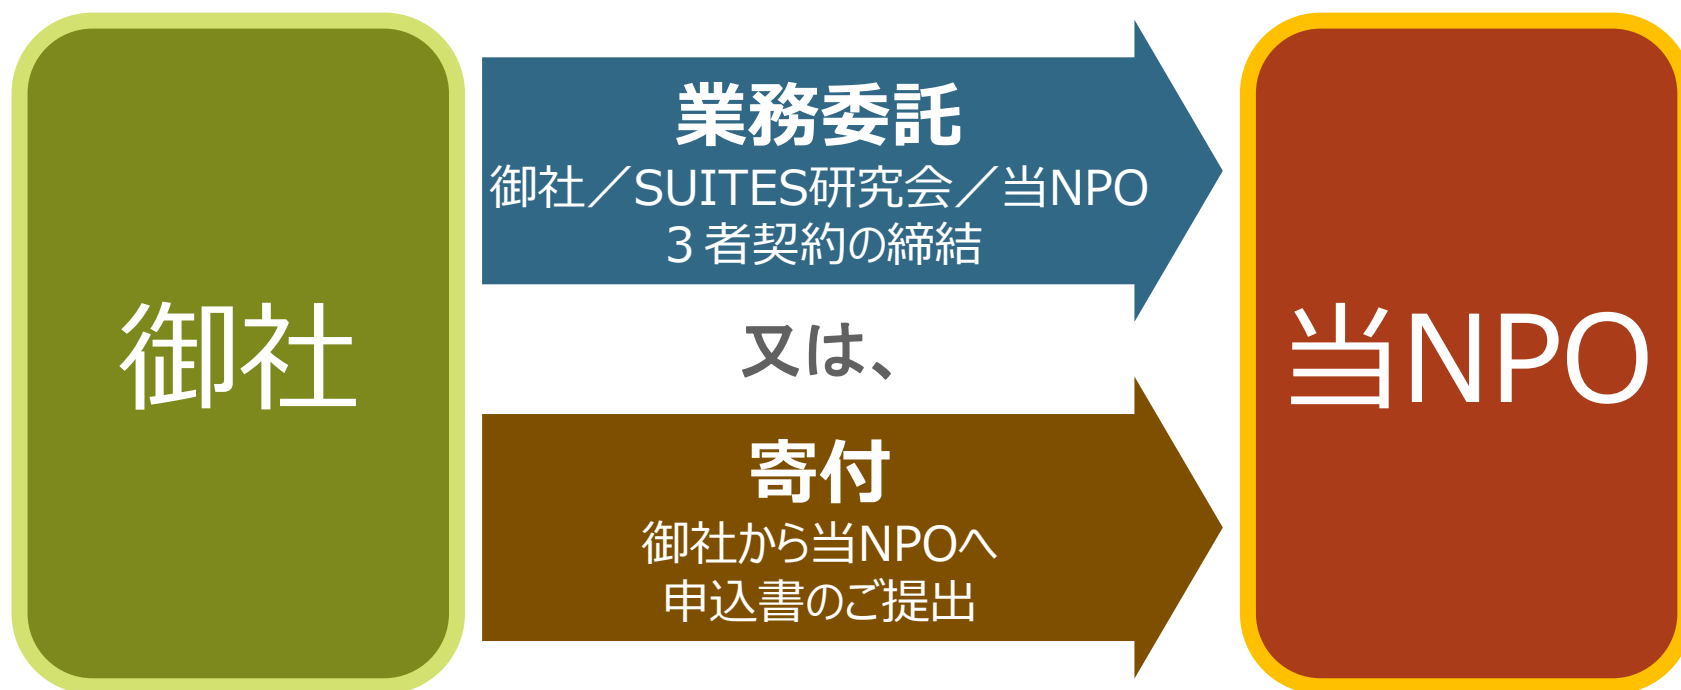 御社
業務委託
御社／SUITES研究会／当NPO
３者契約の締結
又は、
寄付
御社から当NPOへ
申込書のご提出
当NPO